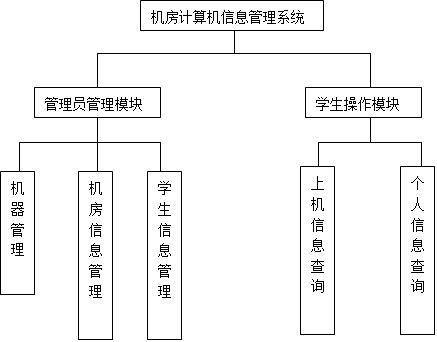 机房计算机信息管理系统
管理员管理模块
学生操作模块
机器管理
机房信息管理
学生信息管理
上机信息查询
个人信息查询